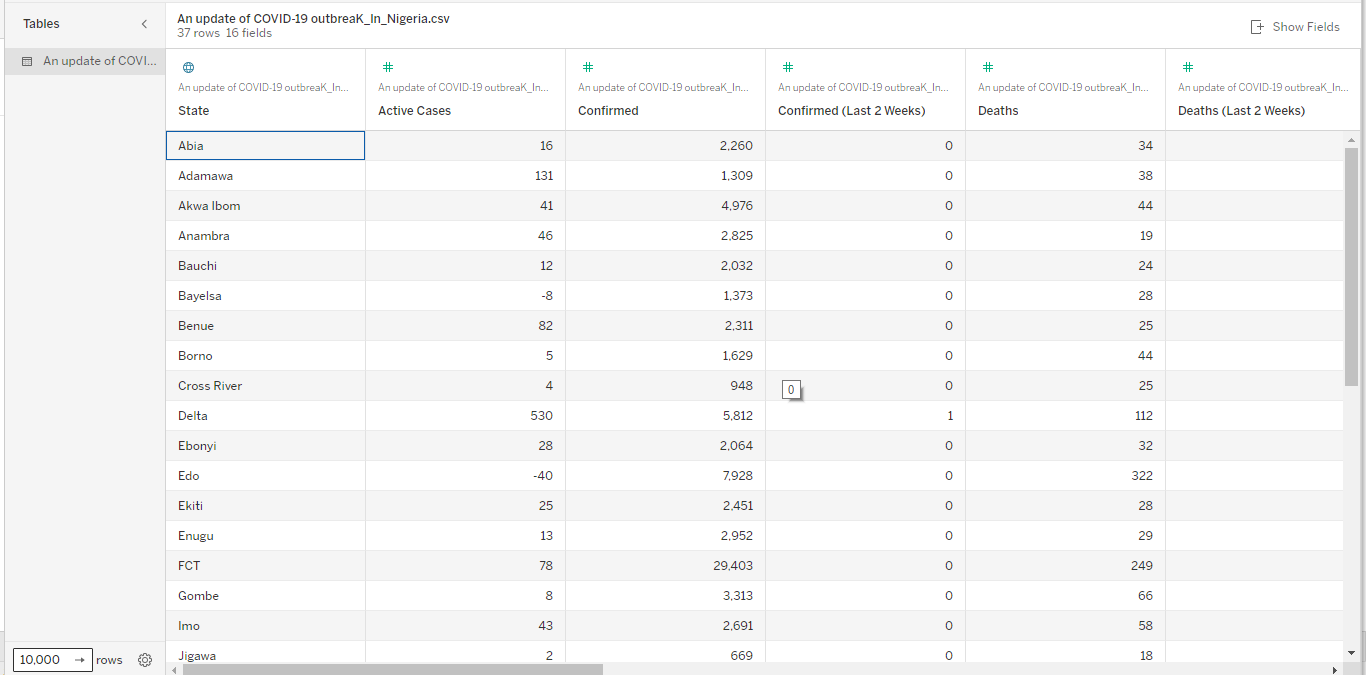 Tables
An update of COVI...
An update of COVID-19 outbreaK_In_Nigeria.csv
37 rows 16 fields
Show Fields
An update of COVID-19 outbreaK_In... An update of COVID-19 outbreaK_In... An update of COVID-19 outbreaK_In... An update of COVID-19 outbreaK_In... An update of COVID-19 outbreaK_In... An update of COVID-19 outbreaK_In...
State Active Cases Confirmed Confirmed (Last 2 Weeks) Deaths Deaths (Last 2 Weeks)
Abia 16 2,260 0 34
Adamawa 131 1,309 0 38
Akwa Ibom 41 4,976 0 44
Anambra 46 2,825 0 19
Bauchi 12 2,032 0 24
Bayelsa -8 1,373 0 28
Benue 82 2,311 0 25
Borno 5 1,629 0 44
Cross River 4 948 0 0 25
Delta 530 5,812 1 112
Ebonyi 28 2,064 0 32
Edo -40 7,928 0 322
Ekiti 25 2,451 0 28
Enugu 13 2,952 0 29
FCT 78 29,403 0 249
Gombe 8 3,313 0 66
Imo 43 2,691 0 58
Jigawa 2 669 0 18
10,000 → rows